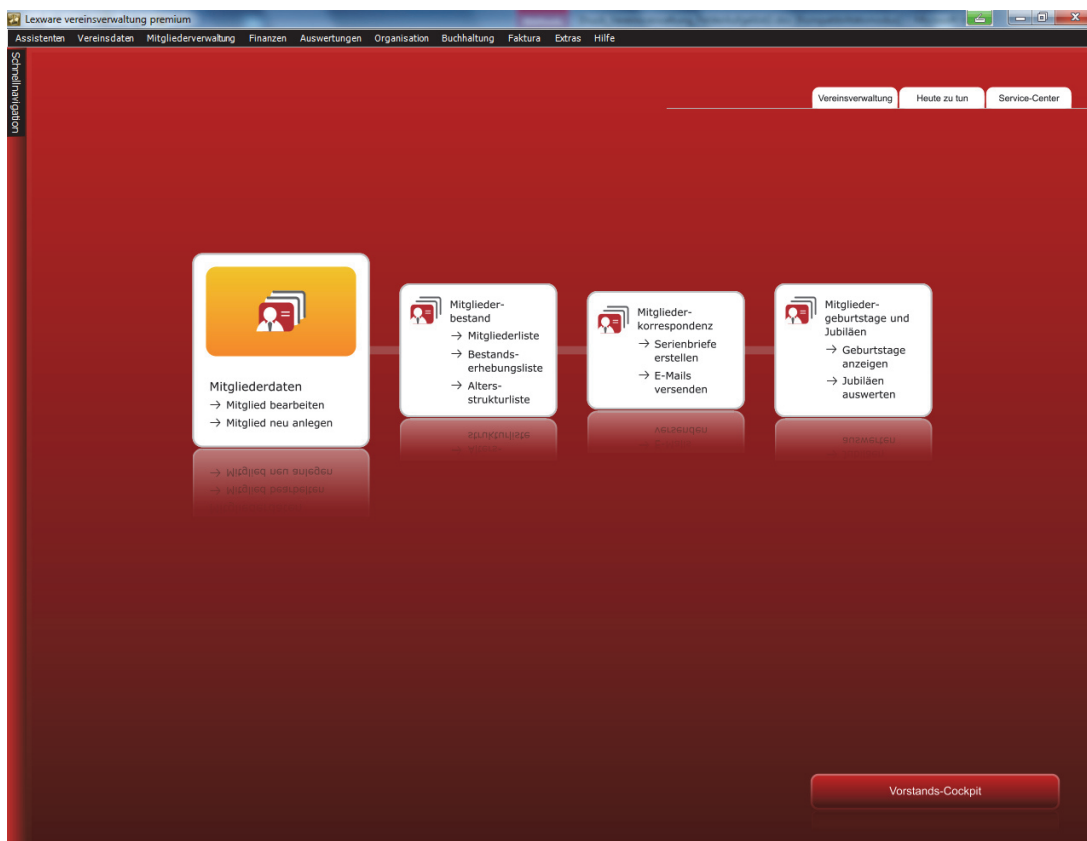 Lexware vereinsverwaltung premium
Assistenten Vereinsdaten Mitgliederverwaltung Finanzen Auswertungen Organisation Buchhaltung Faktura Extras Hilfe
Schnellnavigation
Vereinsverwaltung Heute zu tun Service-Center
Mitgliederdaten
→ Mitglied bearbeiten
→ Mitglied neu anlegen
Mitglieder-
bestand
→ Mitgliederliste
→ Bestands-
erhebungsliste
→ Alters-
strukturliste
Mitglieder-
korrespondenz
→ Serienbriefe
erstellen
→ E-Mails
versenden
Mitglieder-
geburtstage und
Jubiläen
→ Geburtstage
anzeigen
→ Jubiläen
auswerten
Vorstands-Cockpit